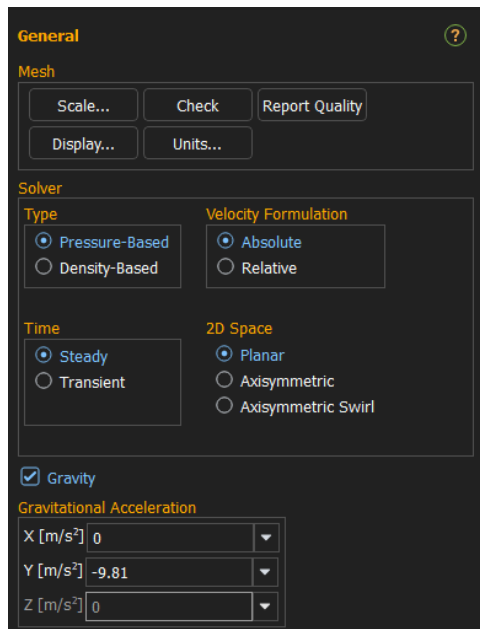 General ?
Mesh
Scale... Check Report Quality
Display... Units...
Solver
Type Velocity Formulation
Pressure-Based Absolute
Density-Based Relative
Time 2D Space
Steady Planar
Transient Axisymmetric
Axisymmetric Swirl
Gravity
Gravitational Acceleration
X [m/s²] 0
Y [m/s²] -9.81
Z [m/s²] 0